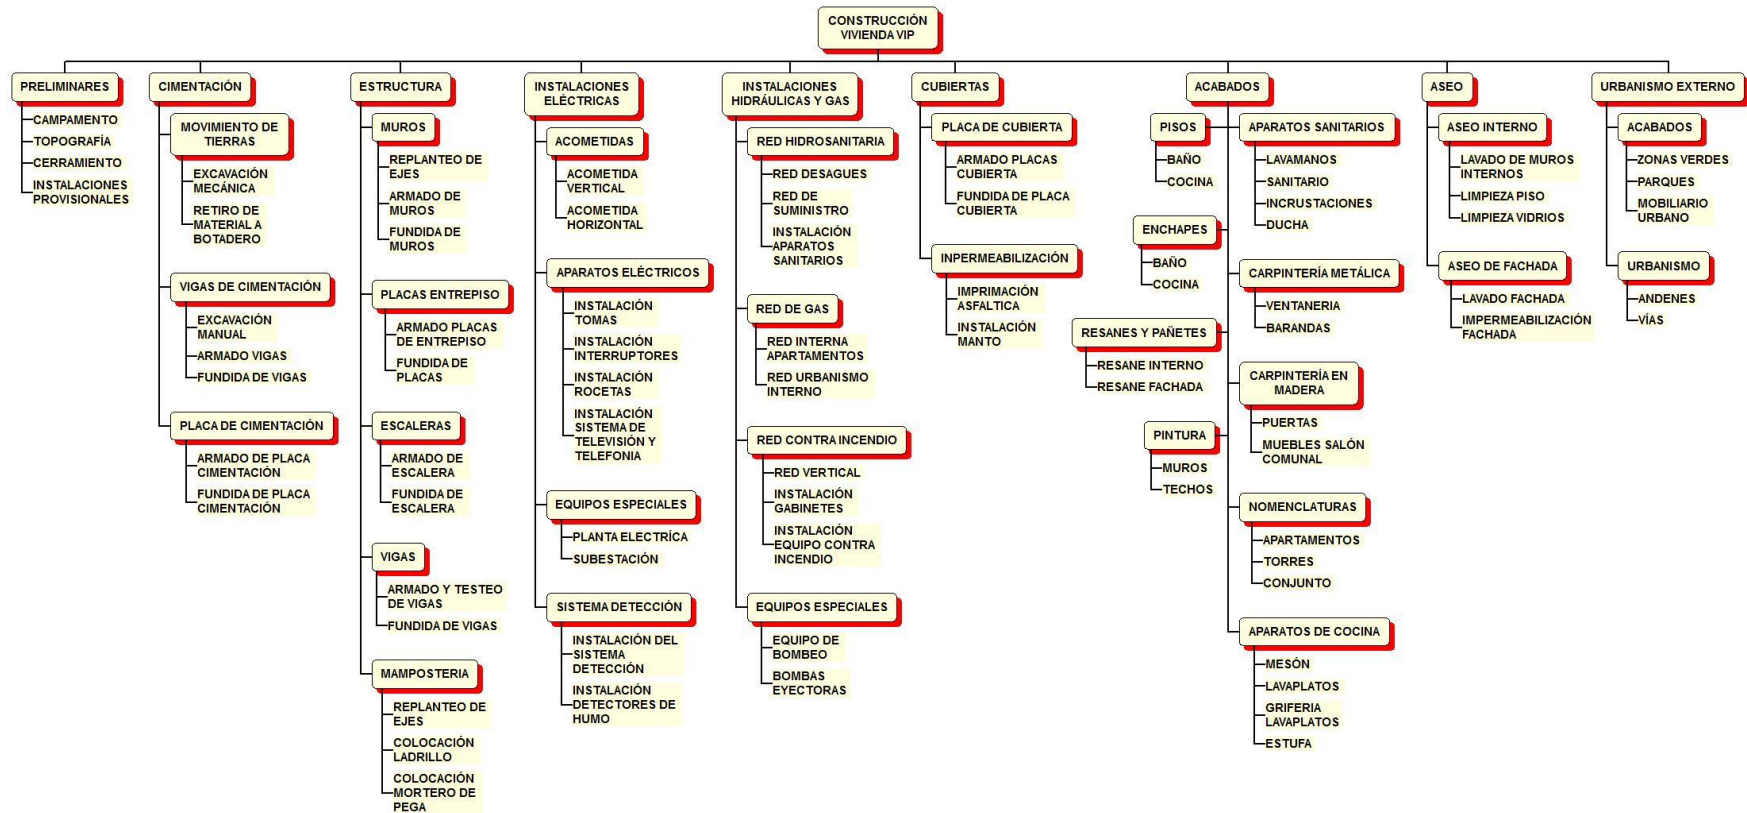 CONSTRUCCIÓN
VIVIENDA VIP
PRELIMINARES
CAMPAMENTO
TOPOGRAFÍA
CERRAMIENTO
INSTALACIONES
PROVISIONALES
CIMENTACIÓN
MOVIMIENTO DE
TIERRAS
EXCAVACIÓN
MECÁNICA
RETIRO DE
MATERIAL A
BOTADERO
VIGAS DE CIMENTACIÓN
EXCAVACIÓN
MANUAL
ARMADO VIGAS
FUNDIDA DE VIGAS
PLACA DE CIMENTACIÓN
ARMADO DE PLACA
CIMENTACIÓN
FUNDIDA DE PLACA
CIMENTACIÓN
ESTRUCTURA
MUROS
REPLANTEO DE
EJES
ARMADO DE
MUROS
FUNDIDA DE
MUROS
PLACAS ENTREPISO
ARMADO PLACAS
DE ENTREPISO
FUNDIDA DE
PLACAS
ESCALERAS
ARMADO DE
ESCALERA
FUNDIDA DE
ESCALERA
VIGAS
ARMADO Y TESTEO
DE VIGAS
FUNDIDA DE VIGAS
MAMPOSTERIA
REPLANTEO DE
EJES
COLOCACIÓN
LADRILLO
COLOCACIÓN
MORTERO DE
PEGA
INSTALACIONES
ELÉCTRICAS
ACOMETIDAS
ACOMETIDA
VERTICAL
ACOMETIDA
HORIZONTAL
APARATOS ELÉCTRICOS
INSTALACIÓN
TOMAS
INSTALACIÓN
INTERRUPTORES
INSTALACIÓN
ROCETAS
INSTALACIÓN
SISTEMA DE
TELEVISIÓN Y
TELEFONIA
EQUIPOS ESPECIALES
PLANTA ELECTRÍCA
SUBESTACIÓN
SISTEMA DETECCIÓN
INSTALACIÓN DEL
SISTEMA
DETECCIÓN
INSTALACIÓN
DETECTORES DE
HUMO
INSTALACIONES
HIDRÁULICAS Y GAS
RED HIDROSANITARIA
RED DESAGUES
RED DE
SUMINISTRO
INSTALACIÓN
APARATOS
SANITARIOS
RED DE GAS
RED INTERNA
APARTAMENTOS
RED URBANISMO
INTERNO
RED CONTRA INCENDIO
RED VERTICAL
INSTALACIÓN
GABINETES
INSTALACIÓN
EQUIPO CONTRA
INCENDIO
EQUIPOS ESPECIALES
EQUIPO DE
BOMBEO
BOMBAS
EYECTORAS
CUBIERTAS
PLACA DE CUBIERTA
ARMADO PLACAS
CUBIERTA
FUNDIDA DE PLACA
CUBIERTA
INPERMEABILIZACIÓN
IMPRIMACIÓN
ASFALTICA
INSTALACIÓN
MANTO
ACABADOS
PISOS
BAÑO
COCINA
ENCHAPES
BAÑO
COCINA
RESANES Y PAÑETES
RESANE INTERNO
RESANE FACHADA
PINTURA
MUROS
TECHOS
APARATOS SANITARIOS
LAVAMANOS
SANITARIO
INCRUSTACIONES
DUCHA
CARPINTERÍA METÁLICA
VENTANERIA
BARANDAS
CARPINTERÍA EN
MADERA
PUERTAS
MUEBLES SALÓN
COMUNAL
NOMENCLATURAS
APARTAMENTOS
TORRES
CONJUNTO
APARATOS DE COCINA
MESÓN
LAVAPLATOS
GRIFERIA
LAVAPLATOS
ESTUFA
ASEO
ASEO INTERNO
LAVADO DE MUROS
INTERNOS
LIMPIEZA PISO
LIMPIEZA VIDRIOS
ASEO DE FACHADA
LAVADO FACHADA
IMPERMEABILIZACIÓN
FACHADA
URBANISMO EXTERNO
ACABADOS
ZONAS VERDES
PARQUES
MOBILIARIO
URBANO
URBANISMO
ANDENES
VÍAS